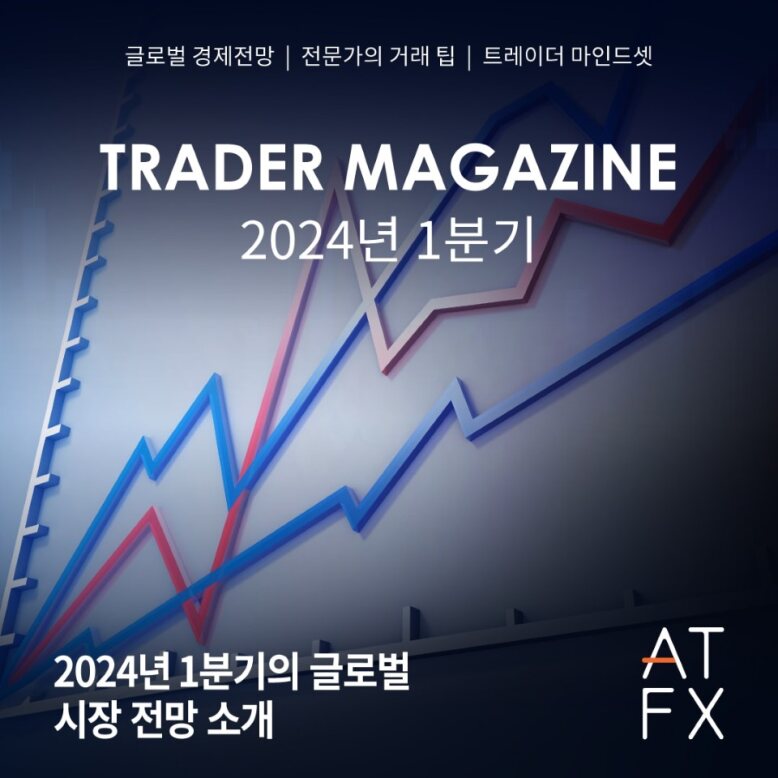 글로벌 경제전망 | 전문가의 거래 팁 | 트레이더 마인드셋
TRADER MAGAZINE
2024년 1분기
2024년 1분기의 글로벌
시장 전망 소개
AT
FX